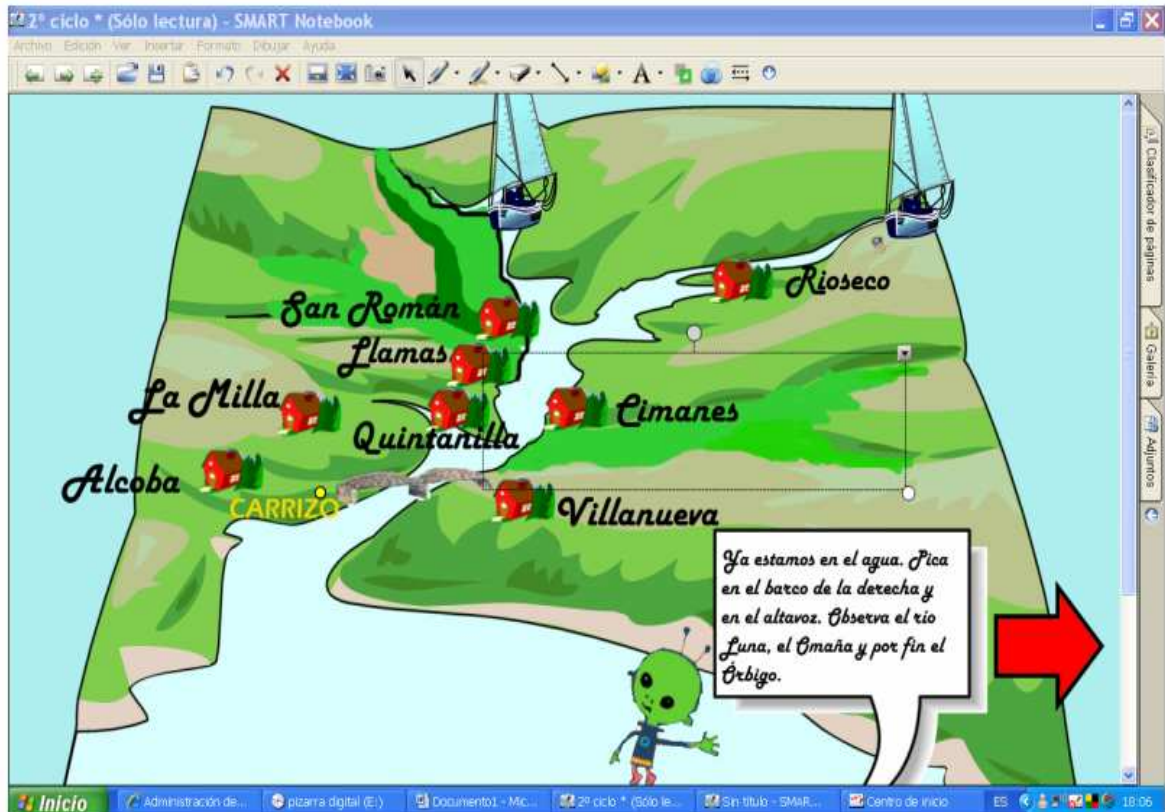 2º ciclo * (Sólo lectura) - SMART Notebook
Archivo Edición Ver Insertar Formato Dibujar Ayuda
Clasificador de páginas
Galería
Adjuntos
Rioseco
San Román
Llamas
La Milla
Cimanes
Quintanilla
Alcoba
CARRIZO
Villanueva
Ya estamos en el agua. Pica
en el barco de la derecha y
en el altavoz. Observa el río
Luna, el Omaña y por fin el
Órbigo.
Inicio
Administración de...
pizarra digital (E:)
Documento1 - Mic...
2º ciclo * (Sólo le...
Sin título - SMAR...
Centro de inicio
ES
18:06